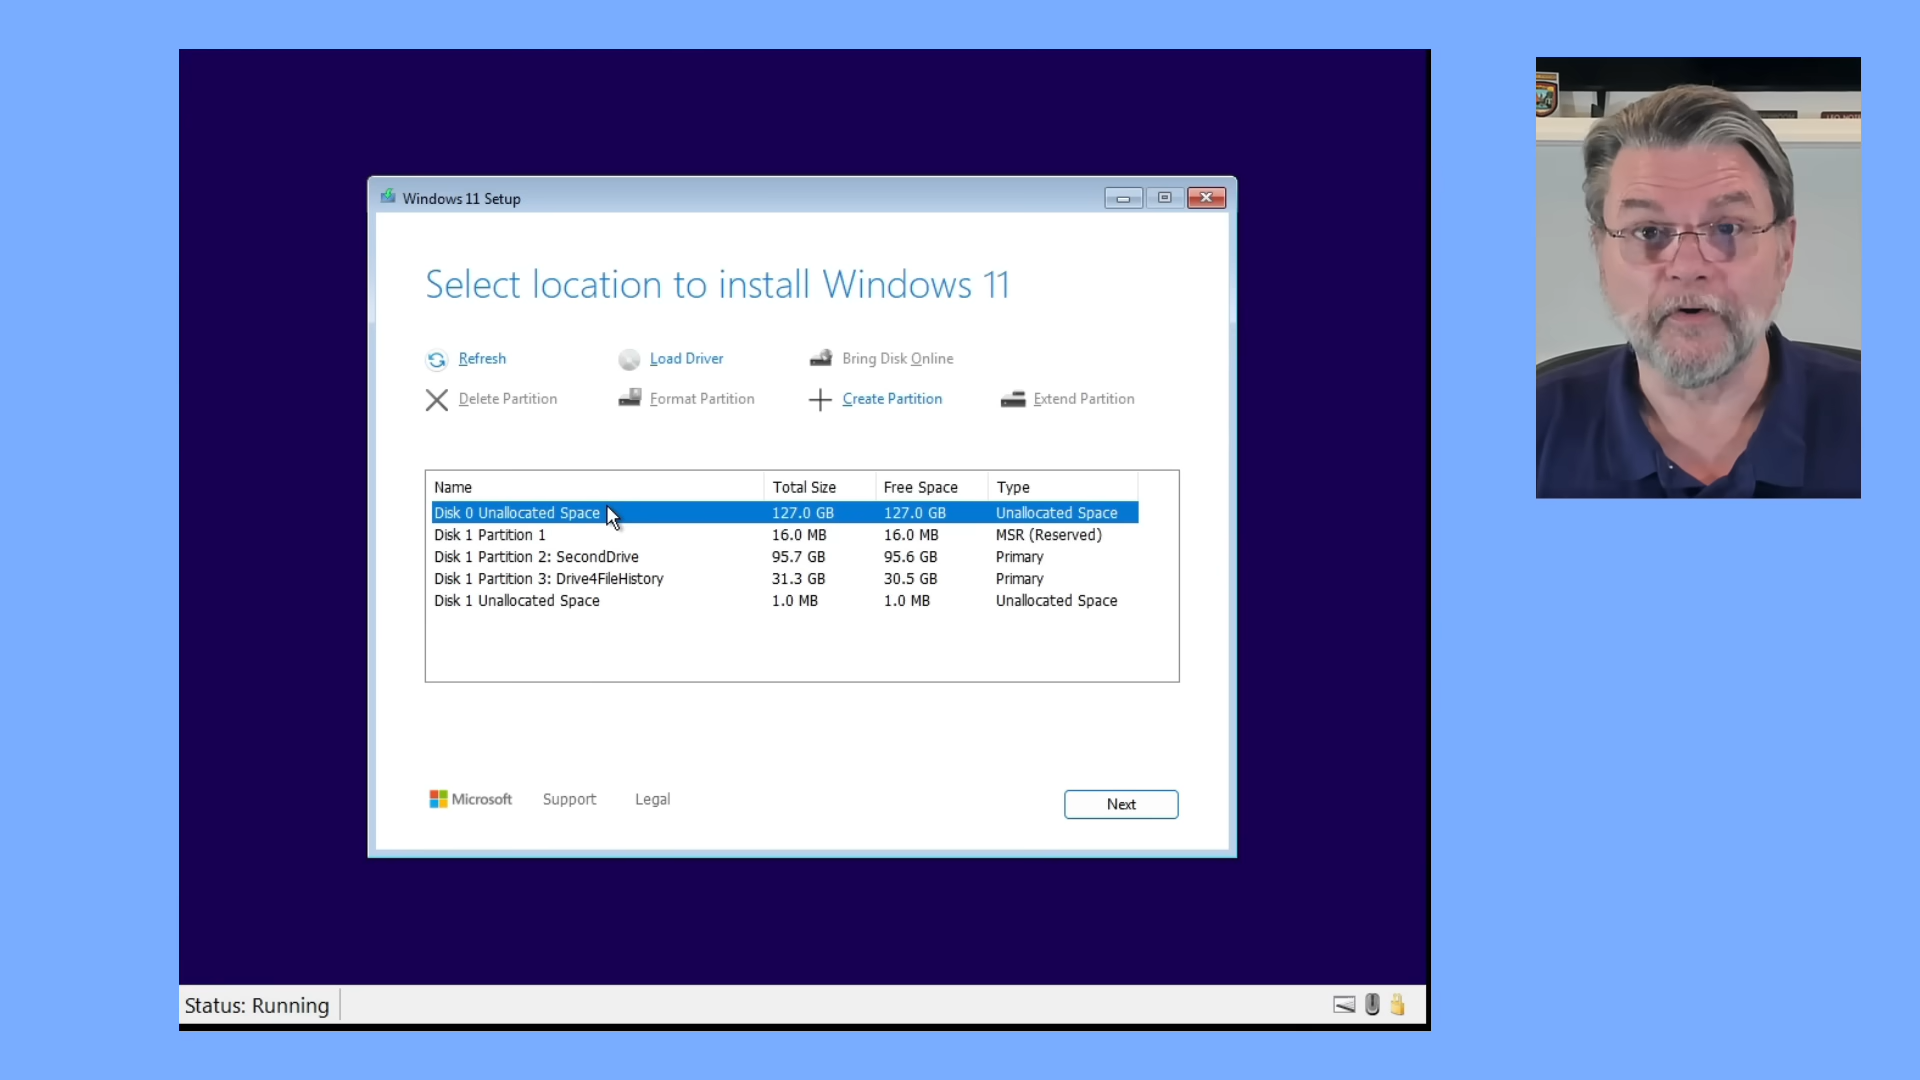 Windows 11 Setup
Select location to install Windows 11
Refresh Load Driver Bring Disk Online
Delete Partition Format Partition Create Partition Extend Partition
Name Total Size Free Space Type
Disk 0 Unallocated Space 127.0 GB 127.0 GB Unallocated Space
Disk 1 Partition 1 16.0 MB 16.0 MB MSR (Reserved)
Disk 1 Partition 2: SecondDrive 95.7 GB 95.6 GB Primary
Disk 1 Partition 3: Drive4FileHistory 31.3 GB 30.5 GB Primary
Disk 1 Unallocated Space 1.0 MB 1.0 MB Unallocated Space
Microsoft Support Legal
Next
Status: Running